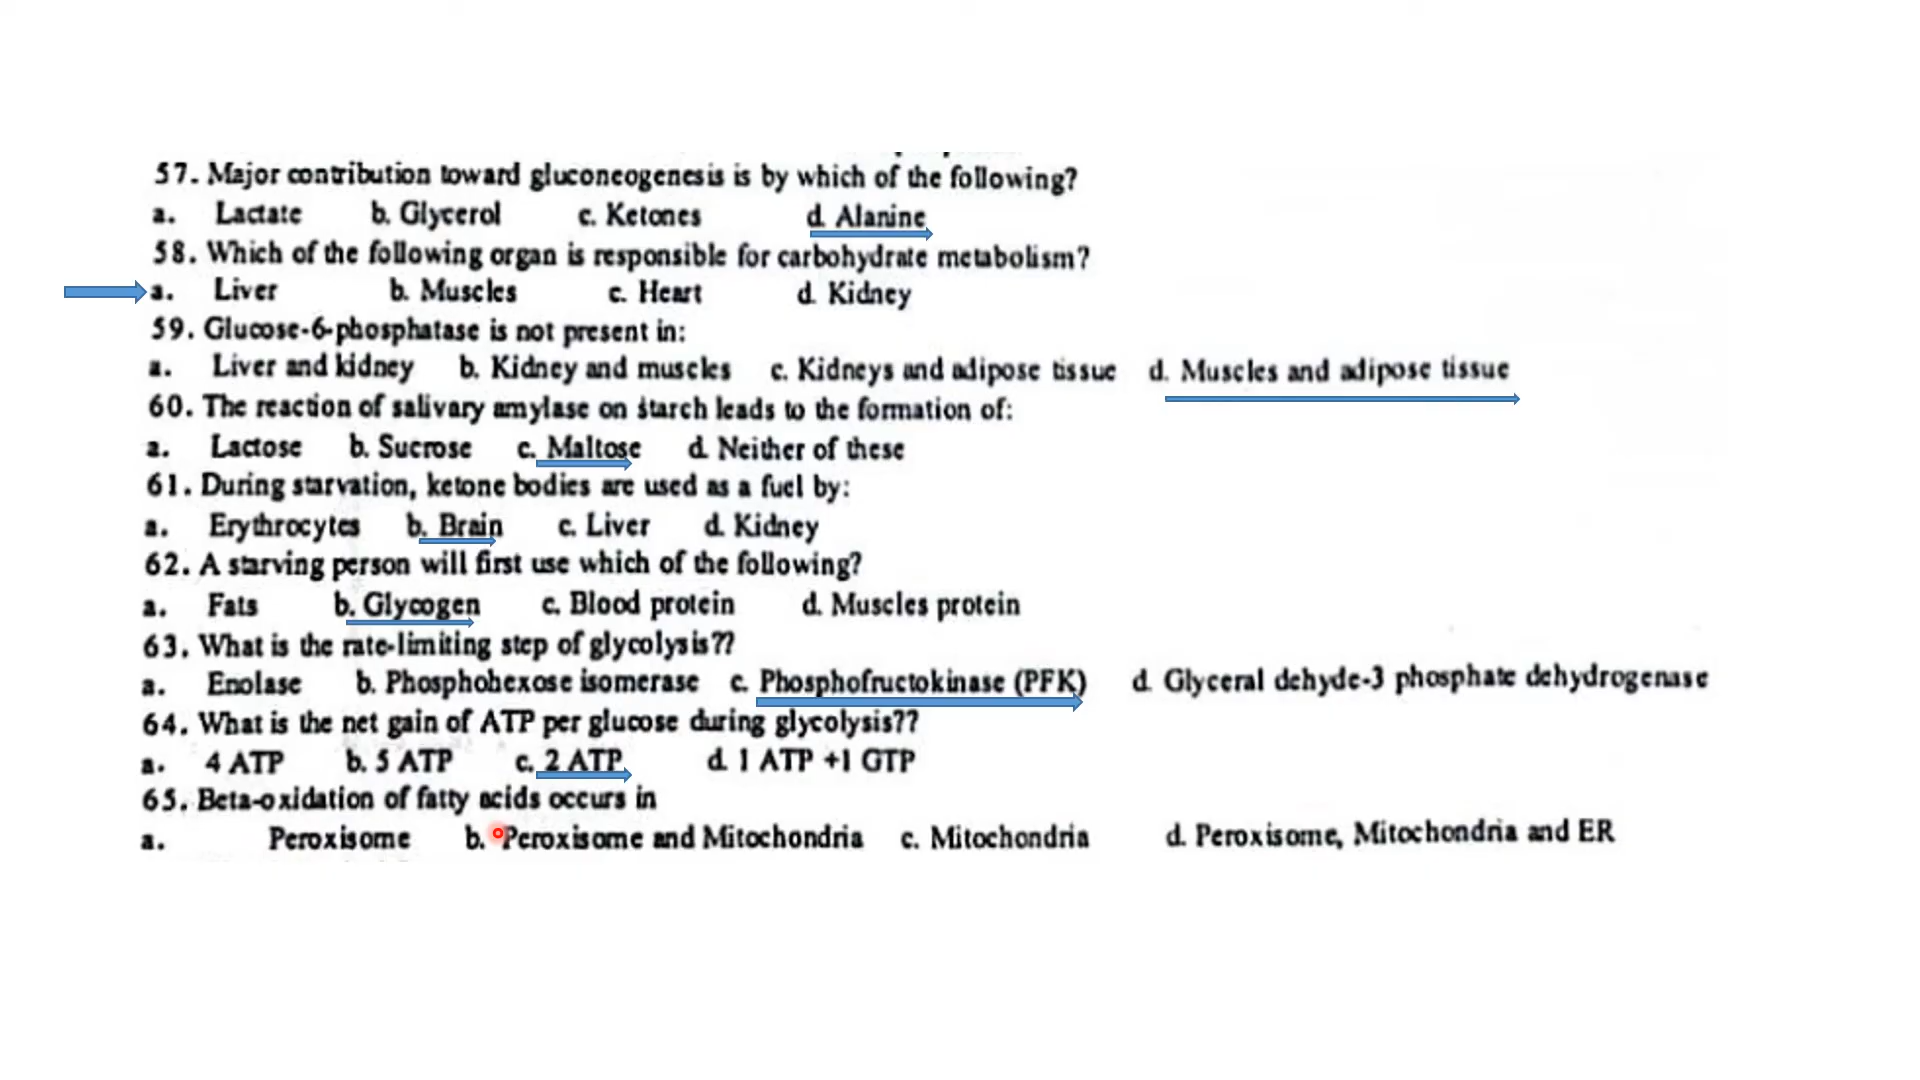 57. Major contribution toward gluconeogenesis is by which of the following?
a. Lactate b. Glycerol c. Ketones d. Alanine
58. Which of the following organ is responsible for carbohydrate metabolism?
a. Liver b. Muscles c. Heart d. Kidney
59. Glucose-6-phosphatase is not present in:
a. Liver and kidney b. Kidney and muscles c. Kidneys and adipose tissue d. Muscles and adipose tissue
60. The reaction of salivary amylase on starch leads to the formation of:
a. Lactose b. Sucrose c. Maltose d. Neither of these
61. During starvation, ketone bodies are used as a fuel by:
a. Erythrocytes b. Brain c. Liver d. Kidney
62. A starving person will first use which of the following?
a. Fats b. Glycogen c. Blood protein d. Muscles protein
63. What is the rate-limiting step of glycolysis??
a. Enolase b. Phosphohexose isomerase c. Phosphofructokinase (PFK) d. Glyceral dehyde-3 phosphate dehydrogenase
64. What is the net gain of ATP per glucose during glycolysis??
a. 4 ATP b. 5 ATP c. 2 ATP d. 1 ATP +1 GTP
65. Beta-oxidation of fatty acids occurs in
a. Peroxisome b. Peroxisome and Mitochondria c. Mitochondria d. Peroxisome, Mitochondria and ER